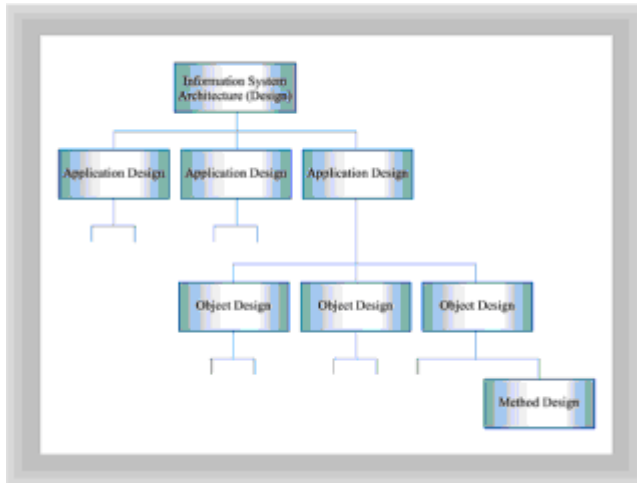 Information System
Architecture (Design)
Application Design
Application Design
Application Design
Object Design
Object Design
Object Design
Method Design